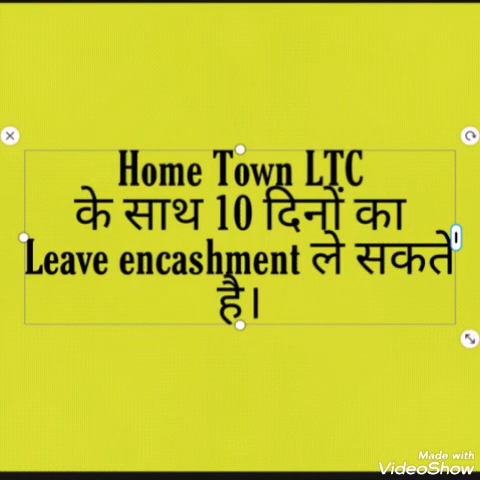 Home Town LTC
के साथ 10 दिनों का
Leave encashment ले सकते
है।
Made with
VideoShow